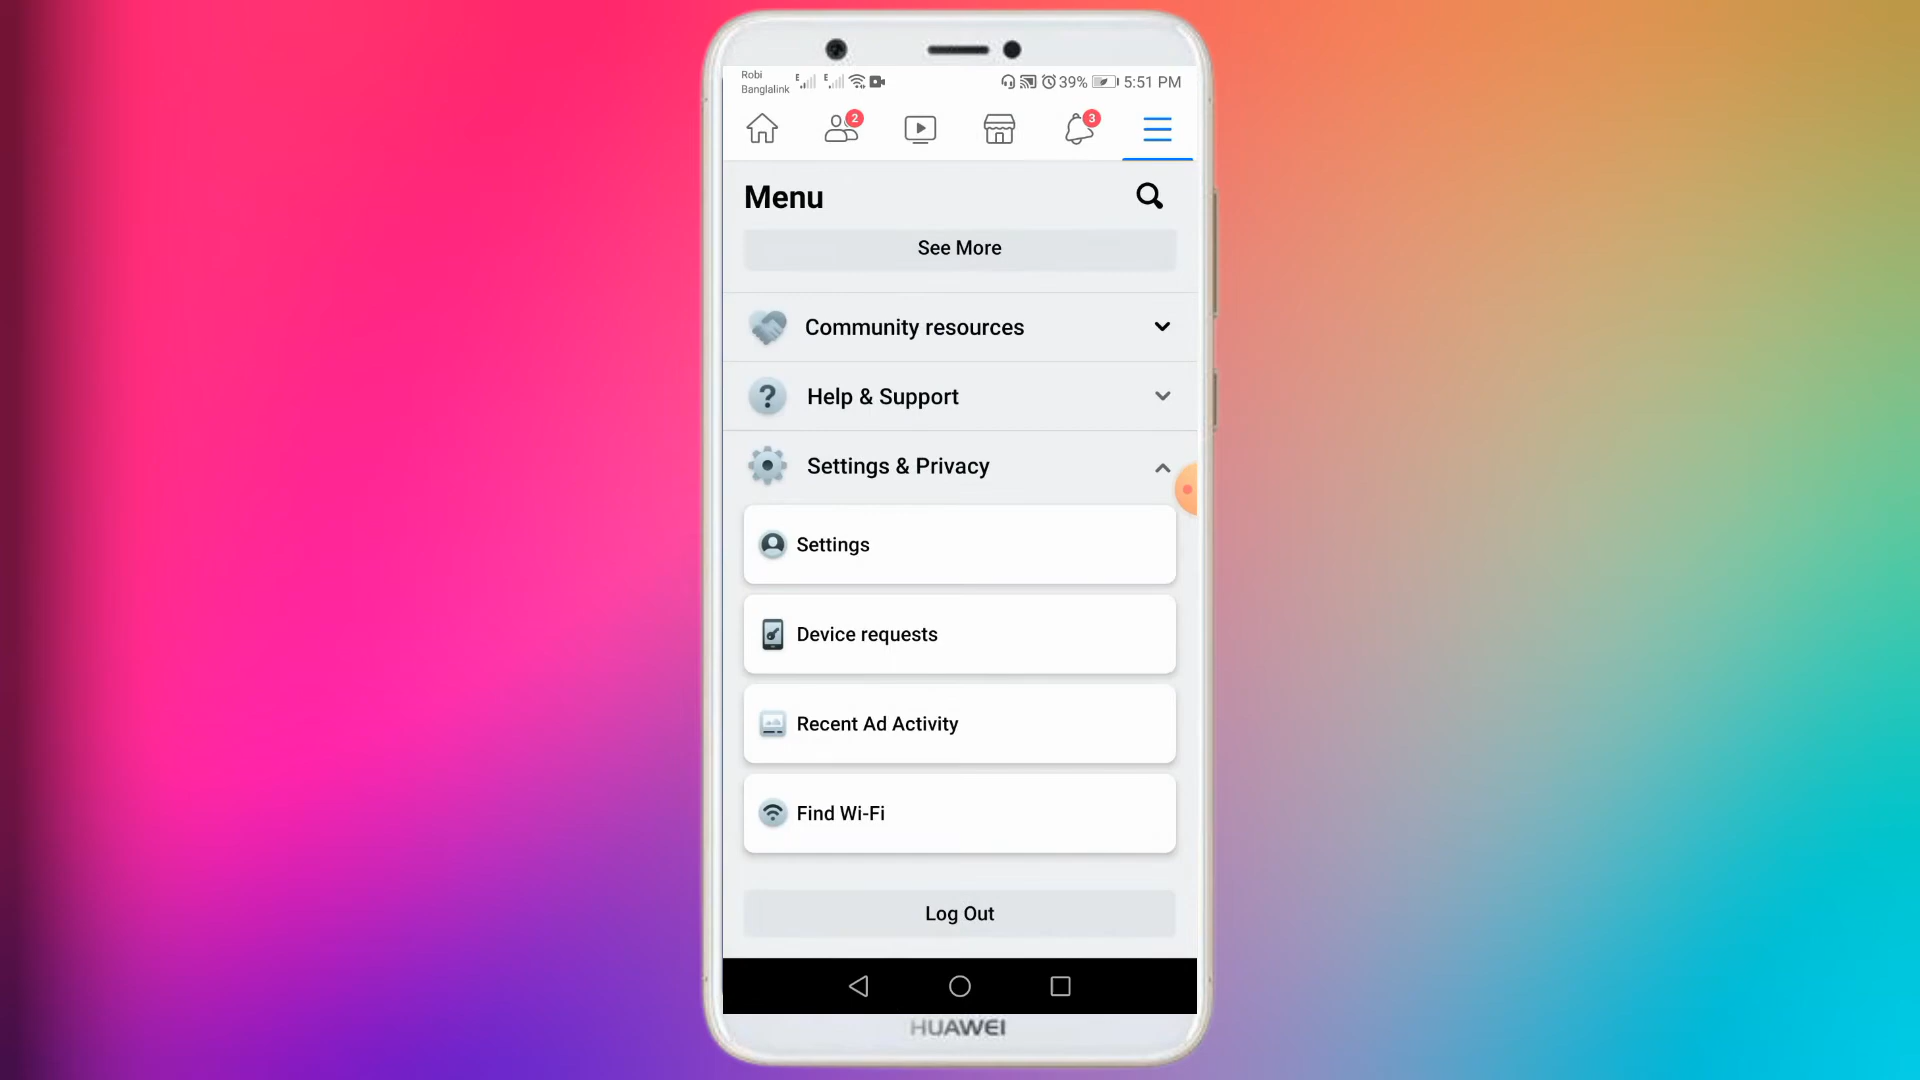 Robi
Banglalink
E
E
39%
5:51 PM
2
3
Menu
See More
Community resources
Help & Support
Settings & Privacy
Settings
Device requests
Recent Ad Activity
Find Wi-Fi
Log Out
HUAWEI